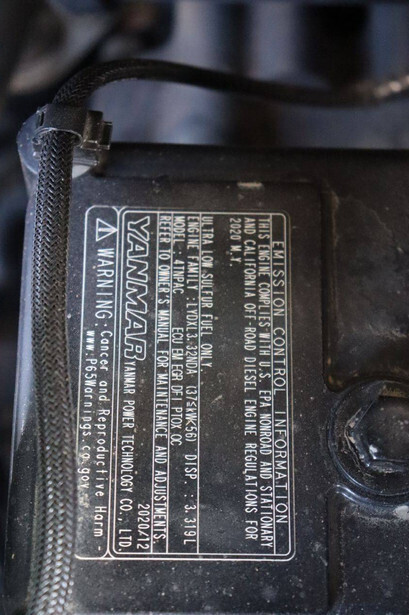 EMISSION CONTROL INFORMATION
THIS ENGINE COMPLIES WITH U.S. EPA NONROAD AND STATIONARY
AND CALIFORNIA OFF-ROAD DIESEL ENGINE REGULATIONS FOR
2020 M.Y.
ULTRA LOW SULFUR FUEL ONLY
ENGINE FAMILY : LYDXL3.32NDA (37≤kW<56) DISP. : 3.319L
MODEL : 4TNPAC ECU EM EGR DFI PTOX OC
REFER TO OWNER'S MANUAL FOR MAINTENANCE AND ADJUSTMENTS.
2020/12
YANMAR YANMAR POWER TECHNOLOGY CO., LTD.
WARNING: Cancer and Reproductive Harm -
www.P65Warnings.ca.gov